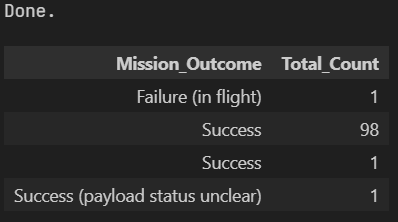 Done.
Mission_Outcome Total_Count
Failure (in flight) 1
Success 98
Success 1
Success (payload status unclear) 1